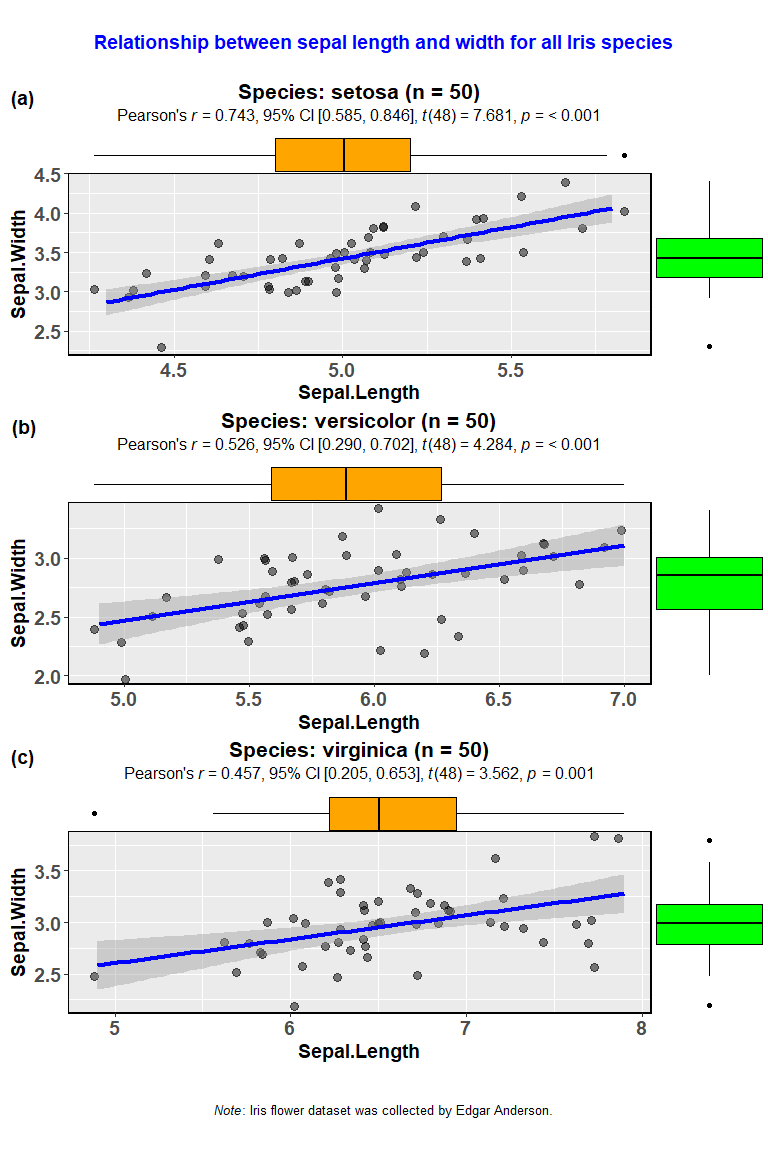 Relationship between sepal length and width for all Iris species
(a)
Species: setosa (n = 50)
Pearson's r = 0.743, 95% CI [0.585, 0.846], t(48) = 7.681, p = < 0.001
4.5
4.0
3.5
3.0
2.5
Sepal.Width
4.5 5.0 5.5
Sepal.Length
(b)
Species: versicolor (n = 50)
Pearson's r = 0.526, 95% CI [0.290, 0.702], t(48) = 4.284, p = < 0.001
3.0
2.5
2.0
Sepal.Width
5.0 5.5 6.0 6.5 7.0
Sepal.Length
(c)
Species: virginica (n = 50)
Pearson's r = 0.457, 95% CI [0.205, 0.653], t(48) = 3.562, p = 0.001
3.5
3.0
2.5
Sepal.Width
5 6 7 8
Sepal.Length
Note: Iris flower dataset was collected by Edgar Anderson.